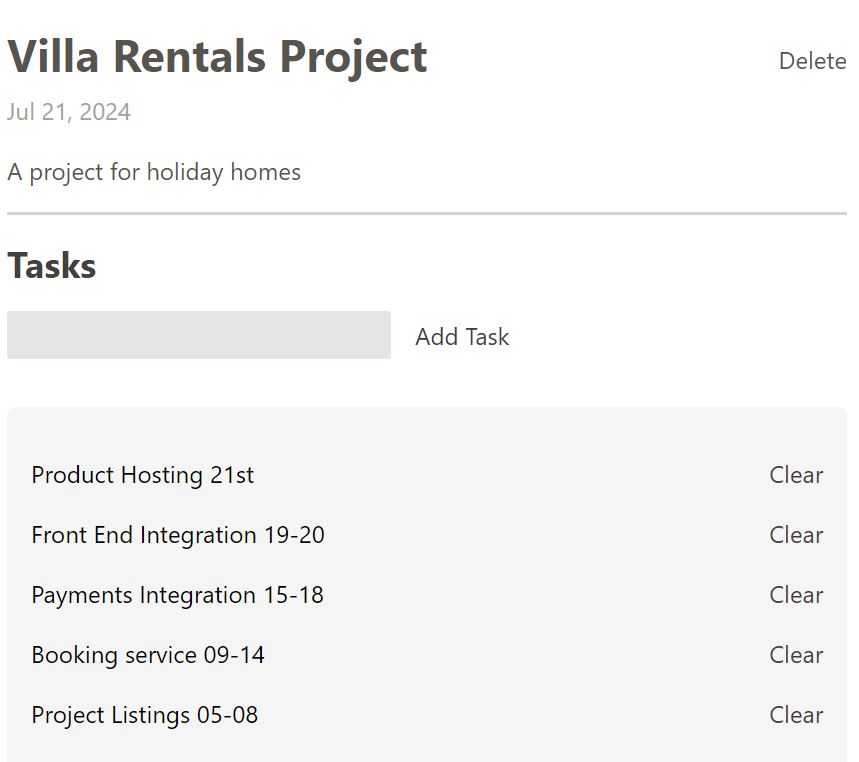 Villa Rentals Project
Delete
Jul 21, 2024
A project for holiday homes
Tasks
Add Task
Product Hosting 21st
Clear
Front End Integration 19-20
Clear
Payments Integration 15-18
Clear
Booking service 09-14
Clear
Project Listings 05-08
Clear